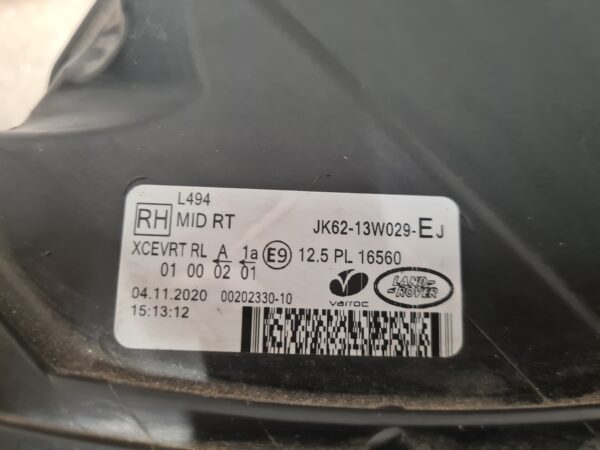 L494
RH MID RT JK62-13W029-EJ
XCEVRT RL A 1a E9 12.5 PL 16560
01 00 02 01
04.11.2020 00202330-10
15:13:12
varroc
LAND-
ROVER